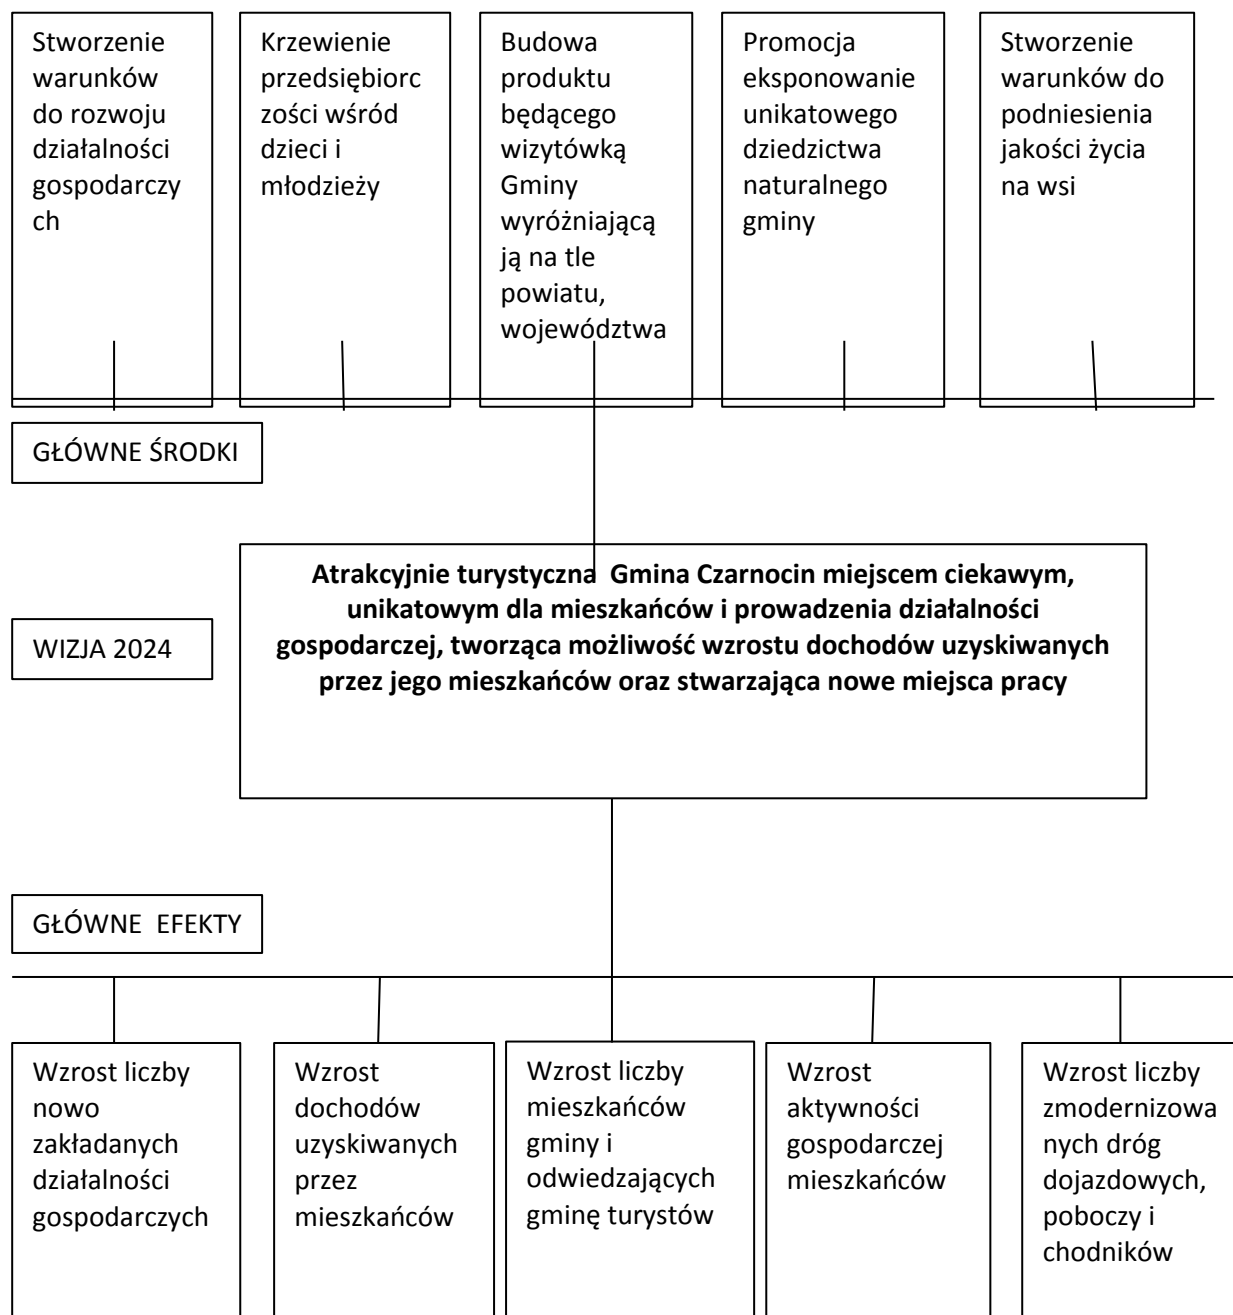 Stworzenie
warunków
do rozwoju
działalności
gospodarczy
ch
Krzewienie
przedsiębiorc
zości wśród
dzieci i
młodzieży
Budowa
produktu
będącego
wizytówką
Gminy
wyróżniającą
ją na tle
powiatu,
województwa
Promocja
eksponowanie
unikatowego
dziedzictwa
naturalnego
gminy
Stworzenie
warunków do
podniesienia
jakości życia
na wsi
GŁÓWNE ŚRODKI
WIZJA 2024
Atrakcyjnie turystyczna  Gmina Czarnocin miejscem ciekawym,
unikatowym dla mieszkańców i prowadzenia działalności
gospodarczej, tworząca możliwość wzrostu dochodów uzyskiwanych
przez jego mieszkańców oraz stwarzająca nowe miejsca pracy
GŁÓWNE  EFEKTY
Wzrost liczby
nowo
zakładanych
działalności
gospodarczych
Wzrost
dochodów
uzyskiwanych
przez
mieszkańców
Wzrost liczby
mieszkańców
gminy i
odwiedzających
gminę turystów
Wzrost
aktywności
gospodarczej
mieszkańców
Wzrost liczby
zmodernizowa
nych dróg
dojazdowych,
poboczy i
chodników